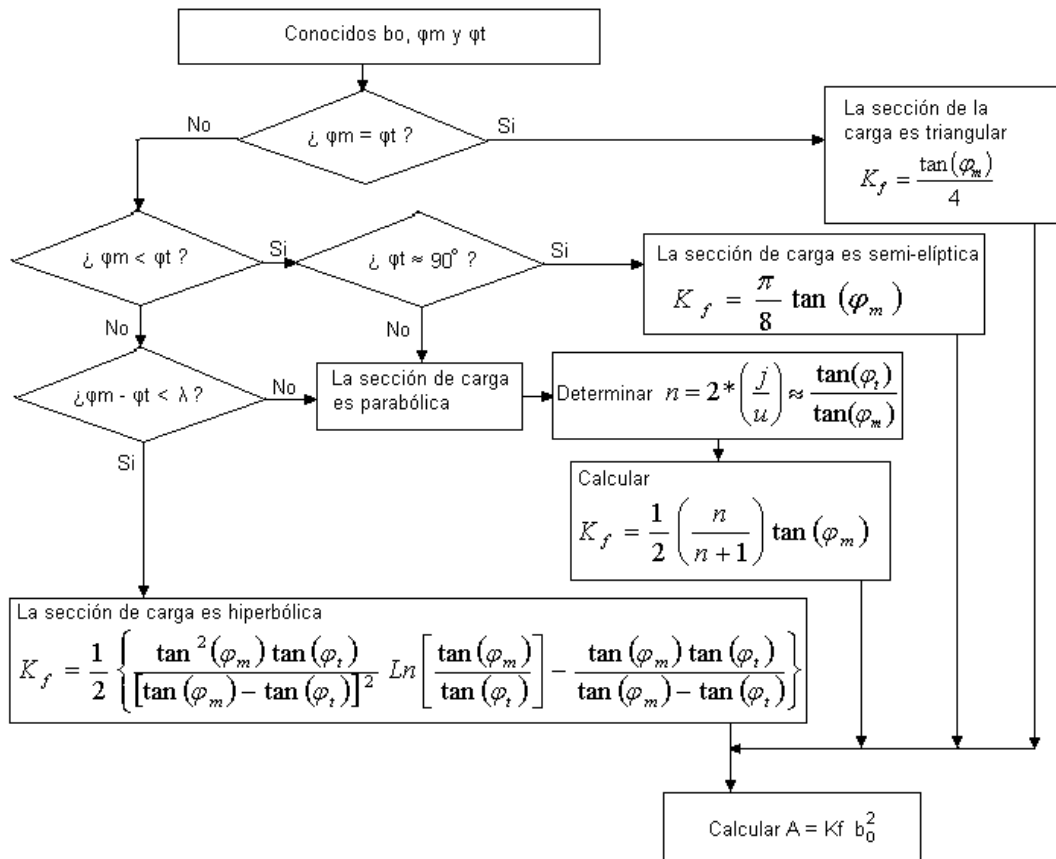 Conocidos bo, φm y φt
¿ φm = φt ?
No
Si
La sección de la
carga es triangular
K_f = tan(φ_m) / 4
¿ φm < φt ?
Si
No
¿ φt ≈ 90° ?
Si
No
La sección de carga es semi-elíptica
K_f = π/8 tan (φ_m)
¿φm - φt < λ ?
No
Si
La sección de carga
es parabólica
Determinar n = 2*(j/u) ≈ tan(φ_t) / tan(φ_m)
Calcular
K_f = 1/2 (n / (n + 1)) tan (φ_m)
La sección de carga es hiperbólica
K_f = 1/2 { tan²(φ_m) tan(φ_t) / [tan(φ_m) − tan(φ_t)]² Ln[tan(φ_m) / tan(φ_t)] − tan(φ_m) tan(φ_t) / (tan(φ_m) − tan(φ_t)) }
Calcular A = Kf b_0^2